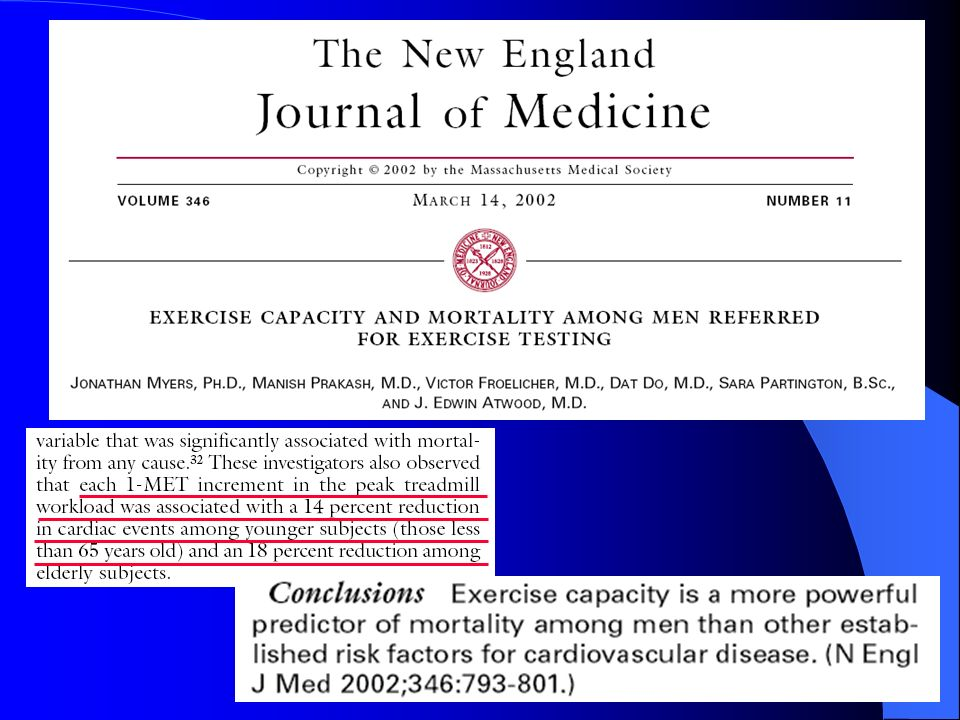 The New England
Journal of Medicine
Copyright © 2002 by the Massachusetts Medical Society
VOLUME 346 MARCH 14, 2002 NUMBER 11
EXERCISE CAPACITY AND MORTALITY AMONG MEN REFERRED
FOR EXERCISE TESTING
JONATHAN MYERS, PH.D., MANISH PRAKASH, M.D., VICTOR FROELICHER, M.D., DAT DO, M.D., SARA PARTINGTON, B.SC.,
AND J. EDWIN ATWOOD, M.D.
variable that was significantly associated with mortal-
ity from any cause.³² These investigators also observed
that each 1-MET increment in the peak treadmill
workload was associated with a 14 percent reduction
in cardiac events among younger subjects (those less
than 65 years old) and an 18 percent reduction among
elderly subjects.
Conclusions Exercise capacity is a more powerful
predictor of mortality among men than other estab-
lished risk factors for cardiovascular disease. (N Engl
J Med 2002;346:793-801.)